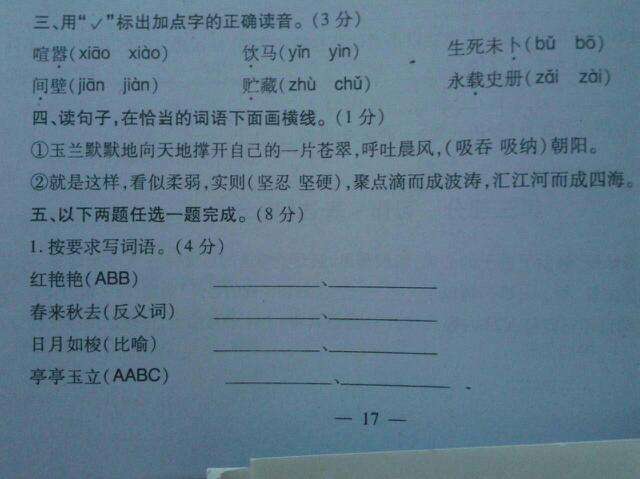 三、用“✓”标出加点字的正确读音。(3分)
喧嚣(xiāo xiào) 饮马(yǐn yìn) 生死未卜(bǔ bō)
间壁(jiān jiàn) 贮藏(zhù chǔ) 永载史册(zǎi zài)
四、读句子,在恰当的词语下面画横线。(1分)
①玉兰默默地向天地撑开自己的一片苍翠,呼吐晨风,(吸吞 吸纳)朝阳。
②就是这样,看似柔弱,实则(坚忍 坚硬),聚点滴而成波涛,汇江河而成四海。
五、以下两题任选一题完成。(8分)
1.按要求写词语。(4分)
红艳艳(ABB) ____、____
春来秋去(反义词) ____、____
日月如梭(比喻) ____、____
亭亭玉立(AABC) ____、____.
— 17 —